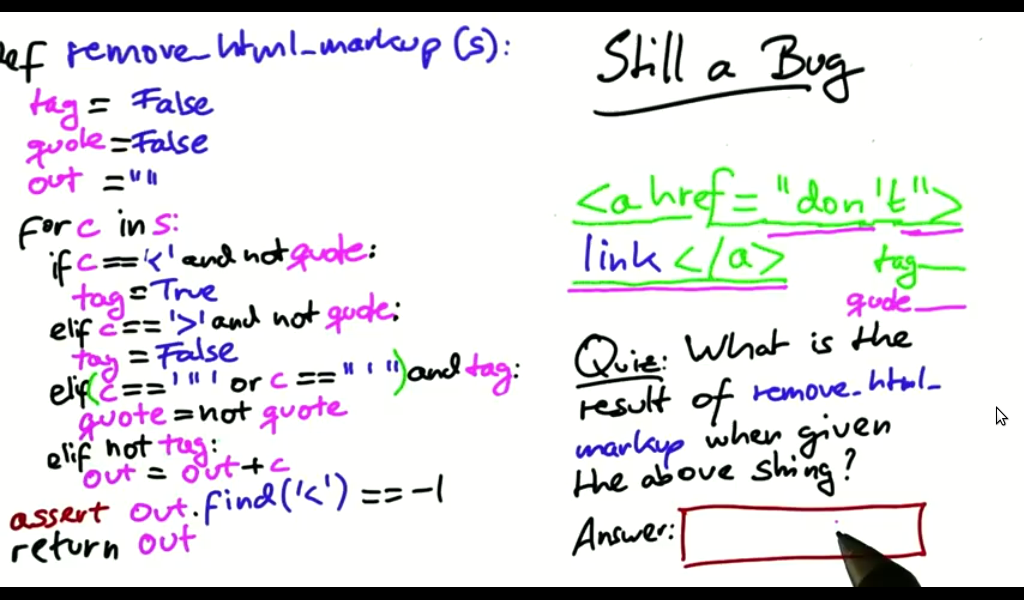 def remove_html_markup (s):
tag = False
quote = False
out = ""
for c in s:
if c == '<' and not quote:
tag = True
elif c == '>' and not quote:
tag = False
elif (c == '"' or c == "'") and tag:
quote = not quote
elif not tag:
out = out + c
assert out.find('<') == -1
return out
Still a Bug
<a href = "don't">
link </a>
tag
quote
Quiz: What is the
result of remove_html_
markup when given
the above string?
Answer: